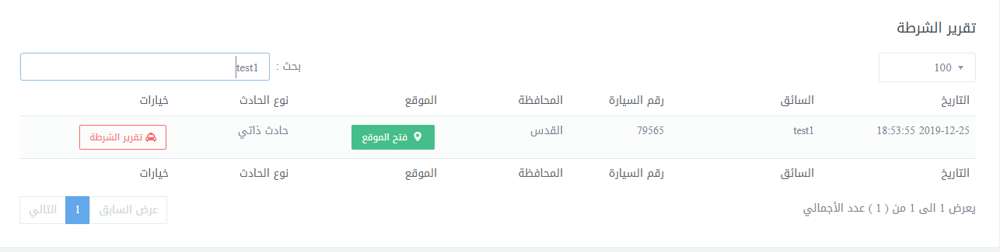 تقرير الشرطة
100
بحث : test1
التاريخ السائق رقم السيارة المحافظة الموقع نوع الحادث خيارات
2019-12-25 18:53:55 test1 79565 القدس فتح الموقع حادث ذاتي تقرير الشرطة
التاريخ السائق رقم السيارة المحافظة الموقع نوع الحادث خيارات
يعرض 1 الى 1 من ( 1 ) عدد الأجمالي
عرض السابق 1 التالي